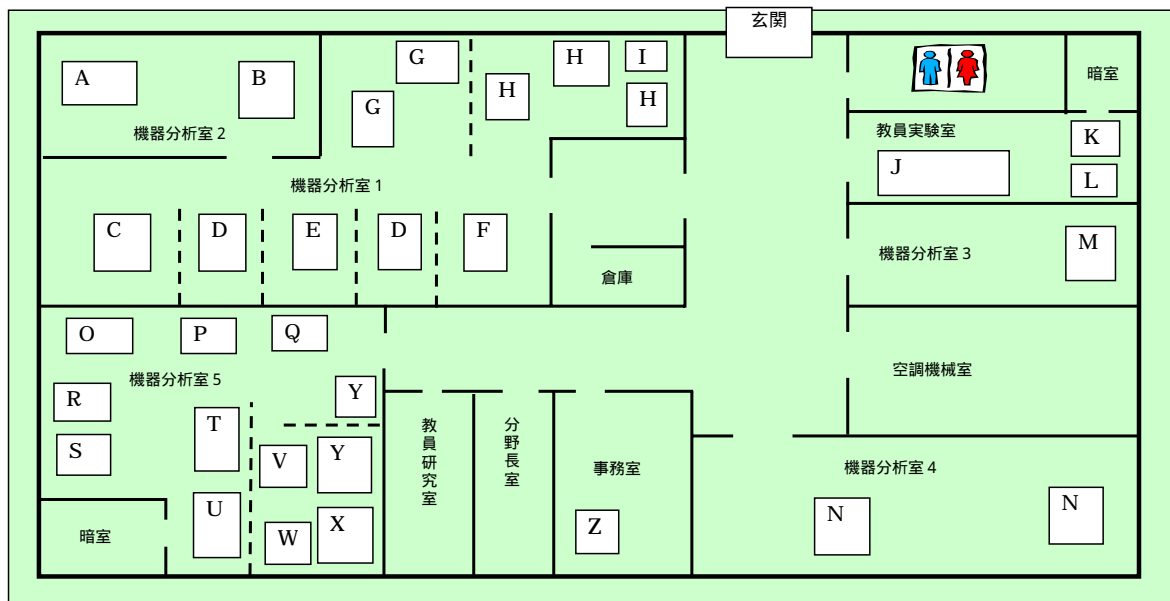 玄関
A
B
G
G
H
H
I
H
機器分析室 2
暗室
教員実験室
K
J
L
機器分析室 1
C
D
E
D
F
倉庫
機器分析室 3
M
O
P
Q
機器分析室 5
空調機械室
R
Y
S
T
V
Y
U
W
X
暗室
教員研究室
分野長室
事務室
Z
機器分析室 4
N
N